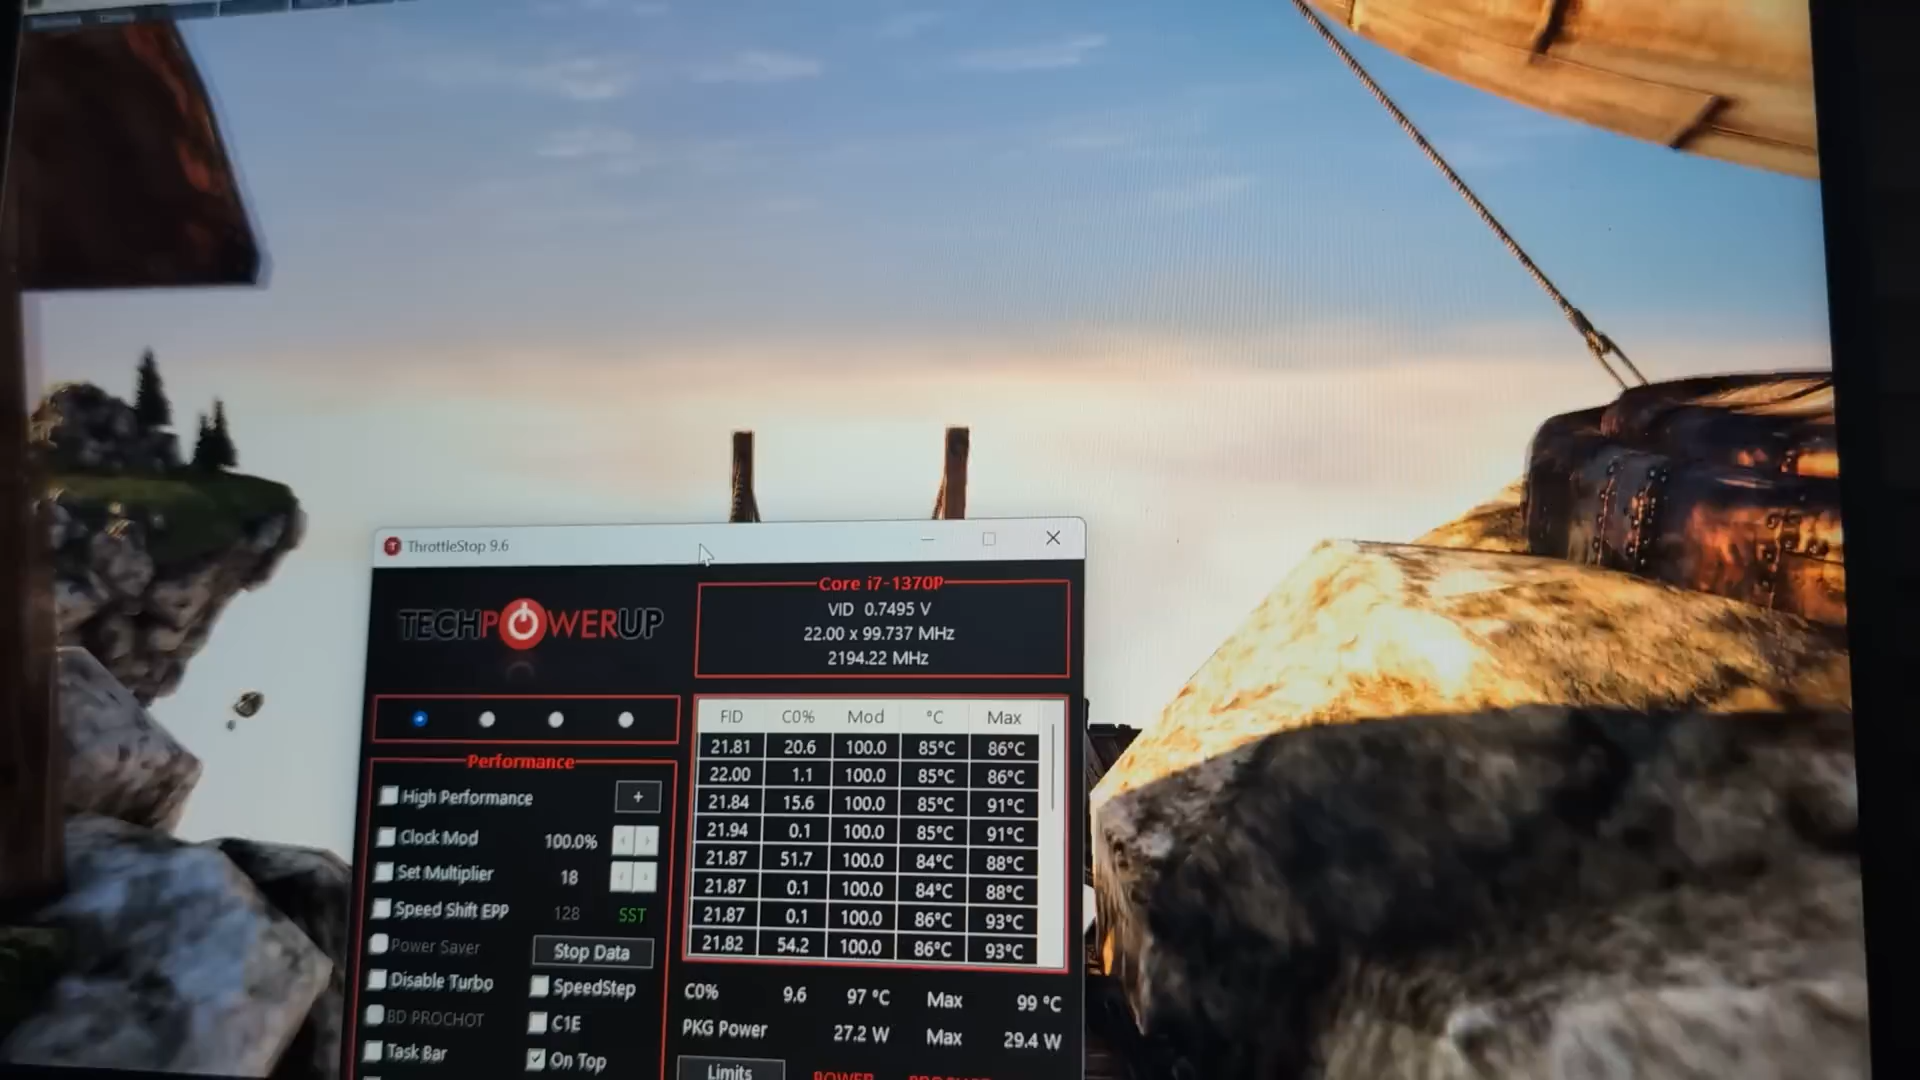 ThrottleStop 9.6
TECHPOWERUP
Core i7-1370P
VID 0.7495 V
22.00 x 99.737 MHz
2194.22 MHz
Performance
High Performance
Clock Mod 100.0%
Set Multiplier 18
Speed Shift EPP 128 SST
Power Saver Stop Data
Disable Turbo SpeedStep
BD PROCHOT C1E
Task Bar On Top
FID C0% Mod °C Max
21.81 20.6 100.0 85°C 86°C
22.00 1.1 100.0 85°C 86°C
21.84 15.6 100.0 85°C 91°C
21.94 0.1 100.0 85°C 91°C
21.87 51.7 100.0 84°C 88°C
21.87 0.1 100.0 84°C 88°C
21.87 0.1 100.0 86°C 93°C
21.82 54.2 100.0 86°C 93°C
C0% 9.6 97 °C Max 99 °C
PKG Power 27.2 W Max 29.4 W
Limits POWER